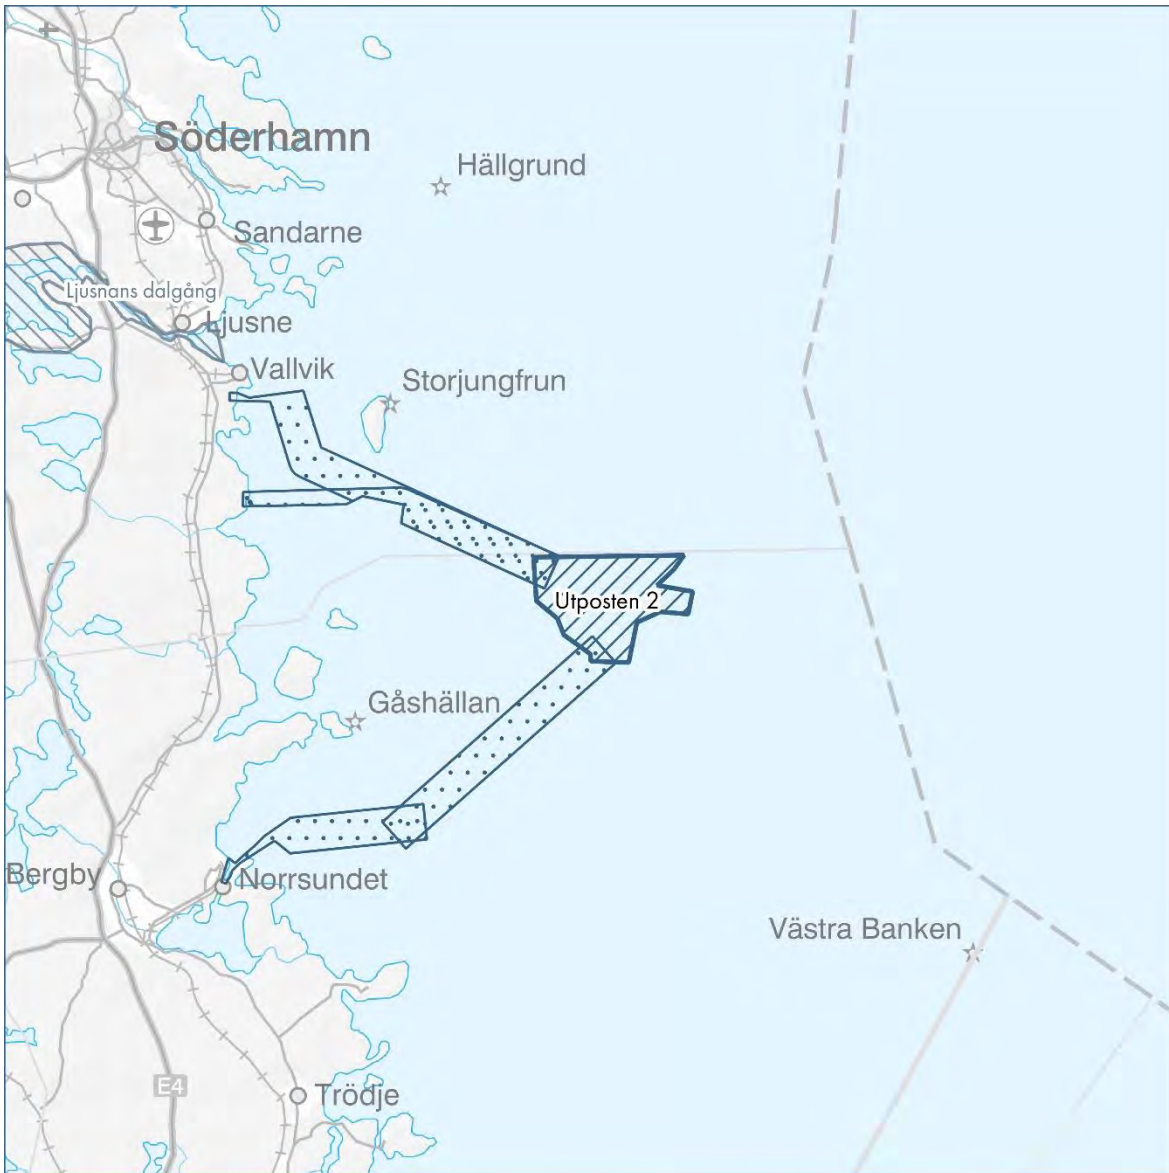 Söderhamn
Hällgrund
Sandarne
Ljusnans dalgång
Ljusne
Vallvik
Storjungfrun
Utposten 2
Gåshällan
Bergby
Norrsundet
Västra Banken
E4
Trödje